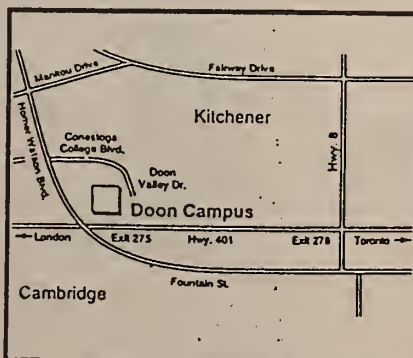 Manitou Drive
Fairway Drive
Homer Watson Blvd.
Kitchener
Conestoga
College Blvd.
Hwy. 8
Doon
Valley Dr.
Doon Campus
London
Exit 275
Hwy. 401
Exit 278
Toronto
Fountain St.
Cambridge